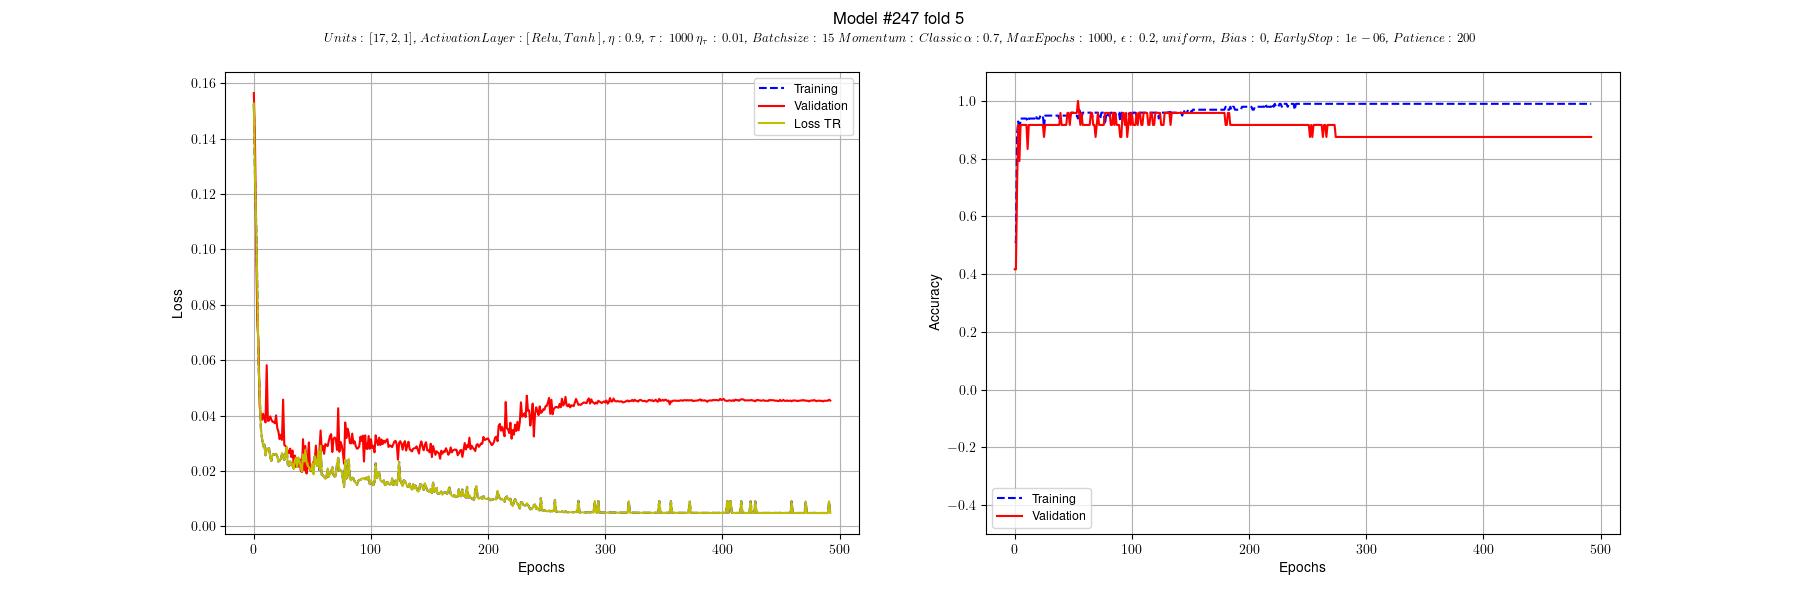 Model #247 fold 5
Units : [17, 2, 1], ActivationLayer : [Relu, Tanh], η : 0.9, τ : 1000 ητ : 0.01, Batchsize : 15 Momentum : Classic α : 0.7, MaxEpochs : 1000, ϵ : 0.2, uniform, Bias : 0, EarlyStop : 1e − 06, Patience : 200
0.16
0.14
0.12
0.10
0.08
0.06
0.04
0.02
0.00
Loss
0 100 200 300 400 500
Epochs
Training
Validation
Loss TR
1.0
0.8
0.6
0.4
0.2
0.0
−0.2
−0.4
Accuracy
0 100 200 300 400 500
Epochs
Training
Validation